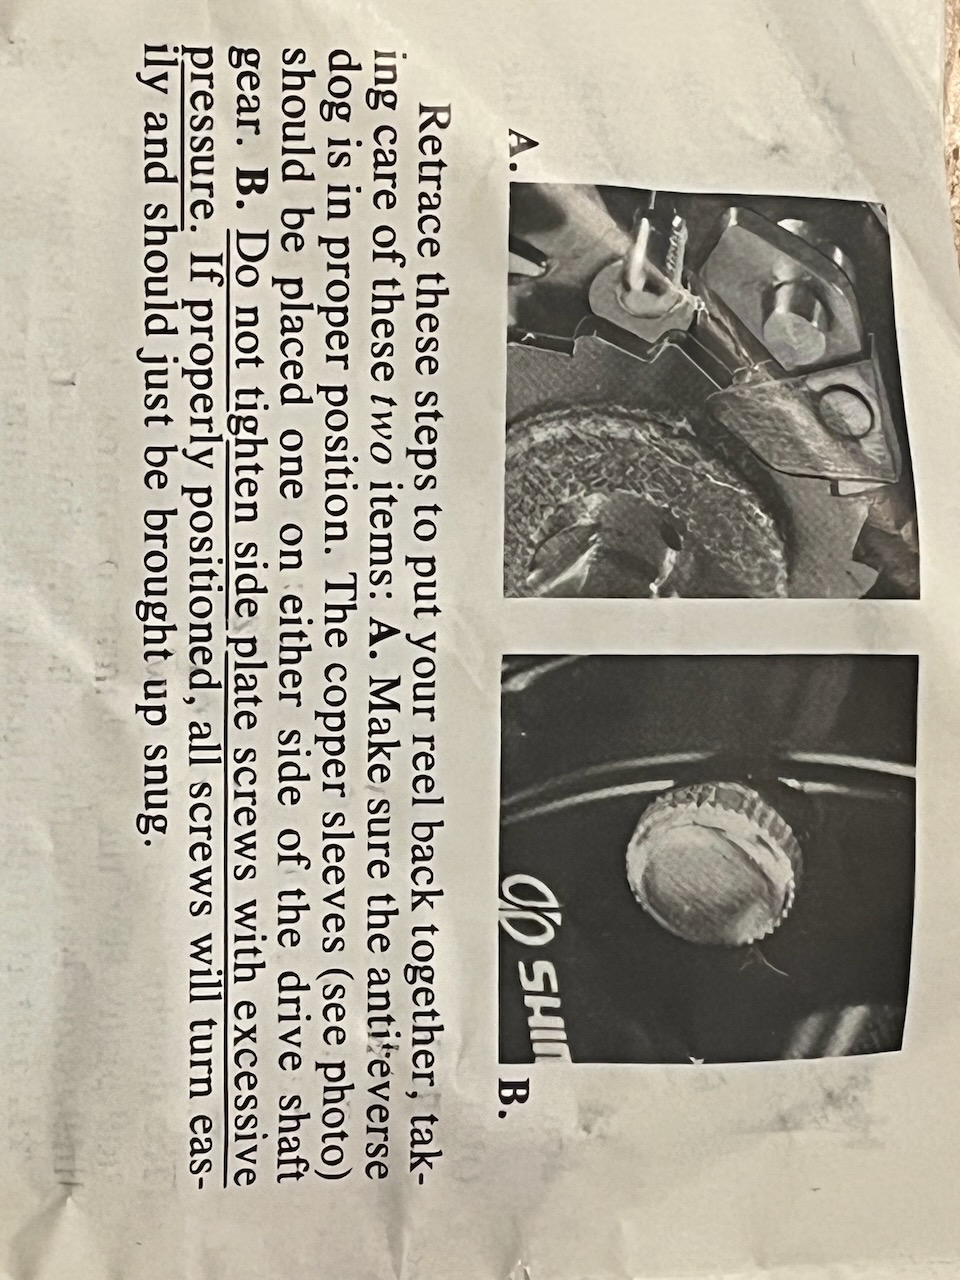 A.
SHIM
B.
Retrace these steps to put your reel back together, tak-
ing care of these two items: A. Make sure the antireverse
dog is in proper position. The copper sleeves (see photo)
should be placed one on either side of the drive shaft
gear. B. Do not tighten side plate screws with excessive
pressure. If properly positioned, all screws will turn eas-
ily and should just be brought up snug.